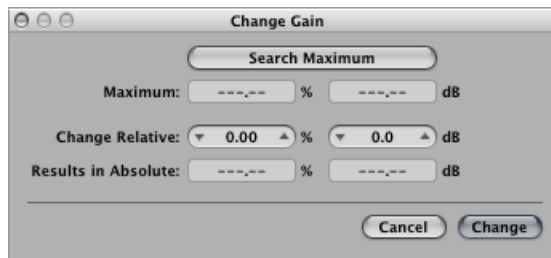 Change Gain
Search Maximum
Maximum: ---.-- % ---.-- dB
Change Relative: 0.00 % 0.0 dB
Results in Absolute: ---.-- % ---.-- dB
Cancel Change